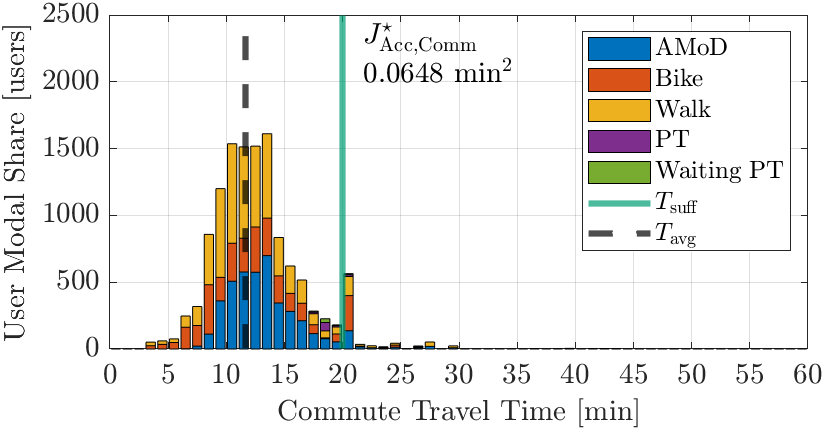 2500
2000
1500
1000
500
0
User Modal Share [users]
J⋆Acc,Comm
0.0648 min²
AMoD
Bike
Walk
PT
Waiting PT
Tsuff
Tavg
0 5 10 15 20 25 30 35 40 45 50 55 60
Commute Travel Time [min]